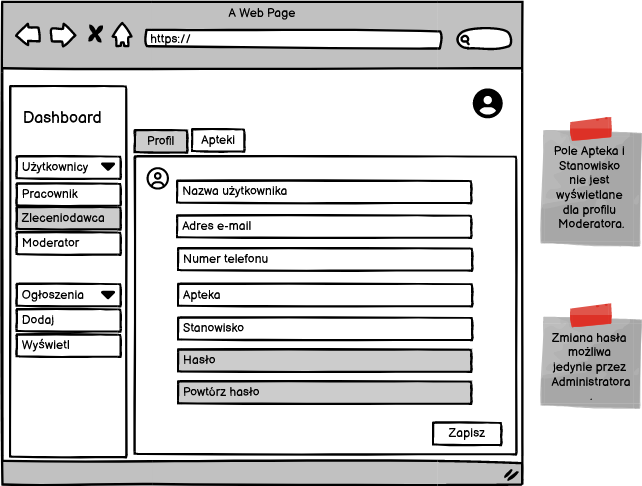 A Web Page
https://
Dashboard
Użytkownicy
Pracownik
Zleceniodawca
Moderator
Ogłoszenia
Dodaj
Wyświetl
Profil
Apteki
Nazwa użytkownika
Adres e-mail
Numer telefonu
Apteka
Stanowisko
Hasło
Powtórz hasło
Zapisz
Pole Apteka i
Stanowisko
nie jest
wyświetlane
dla profilu
Moderatora.
Zmiana hasła
możliwa
jedynie przez
Administratora
.